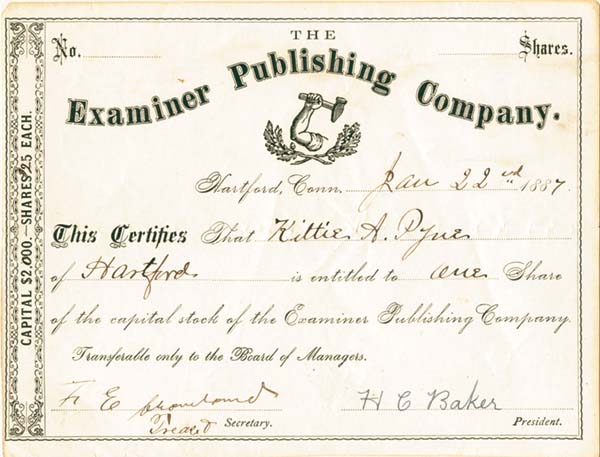 THE
No. Shares.
Examiner Publishing Company.
CAPITAL $2,000.—SHARES 25 EACH.
Hartford, Conn. Jan 22nd 1887.
This Certifies That Kittie A. Pyne
of Hartford is entitled to one Share
of the capital stock of the Examiner Publishing Company.
Transferable only to the Board of Managers.
F E H C Baker
Treas Secretary. President.